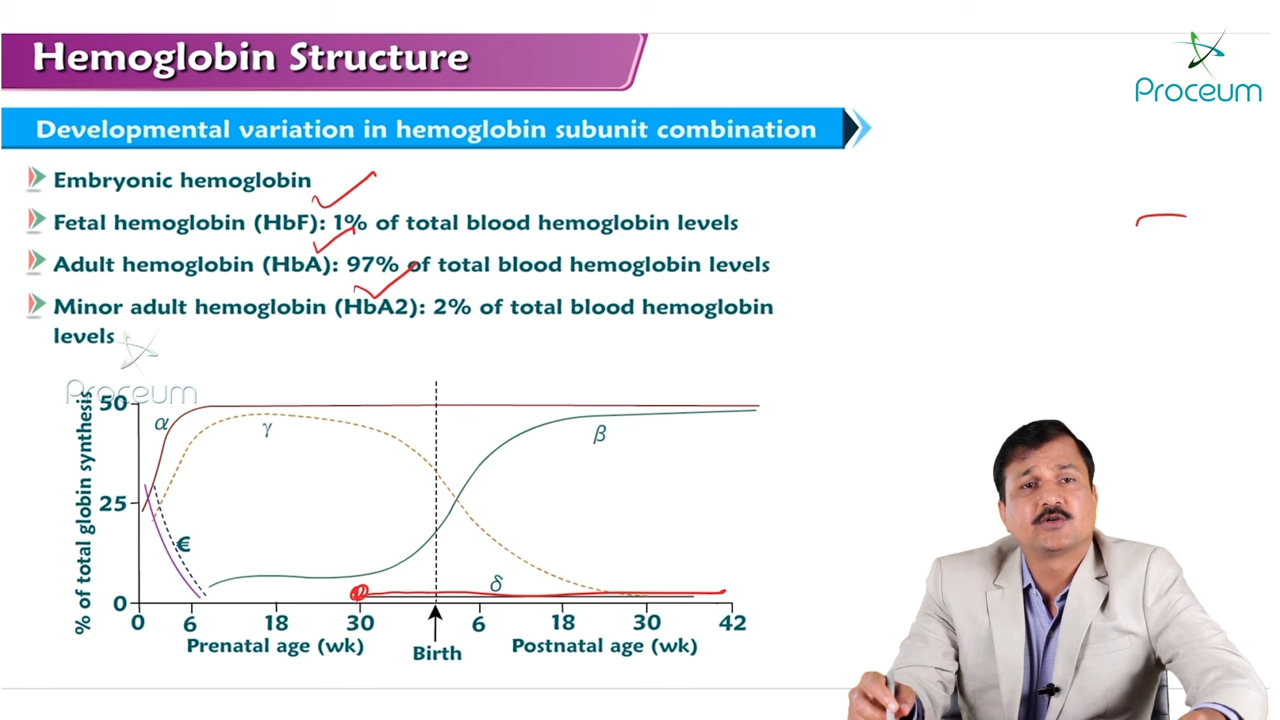 Hemoglobin Structure
Proceum
Developmental variation in hemoglobin subunit combination
Embryonic hemoglobin
Fetal hemoglobin (HbF): 1% of total blood hemoglobin levels
Adult hemoglobin (HbA): 97% of total blood hemoglobin levels
Minor adult hemoglobin (HbA2): 2% of total blood hemoglobin
levels
Proceum
% of total globin synthesis
50
25
0
α
γ
β
€
δ
0 6 18 30 6 18 30 42
Prenatal age (wk)
Birth
Postnatal age (wk)